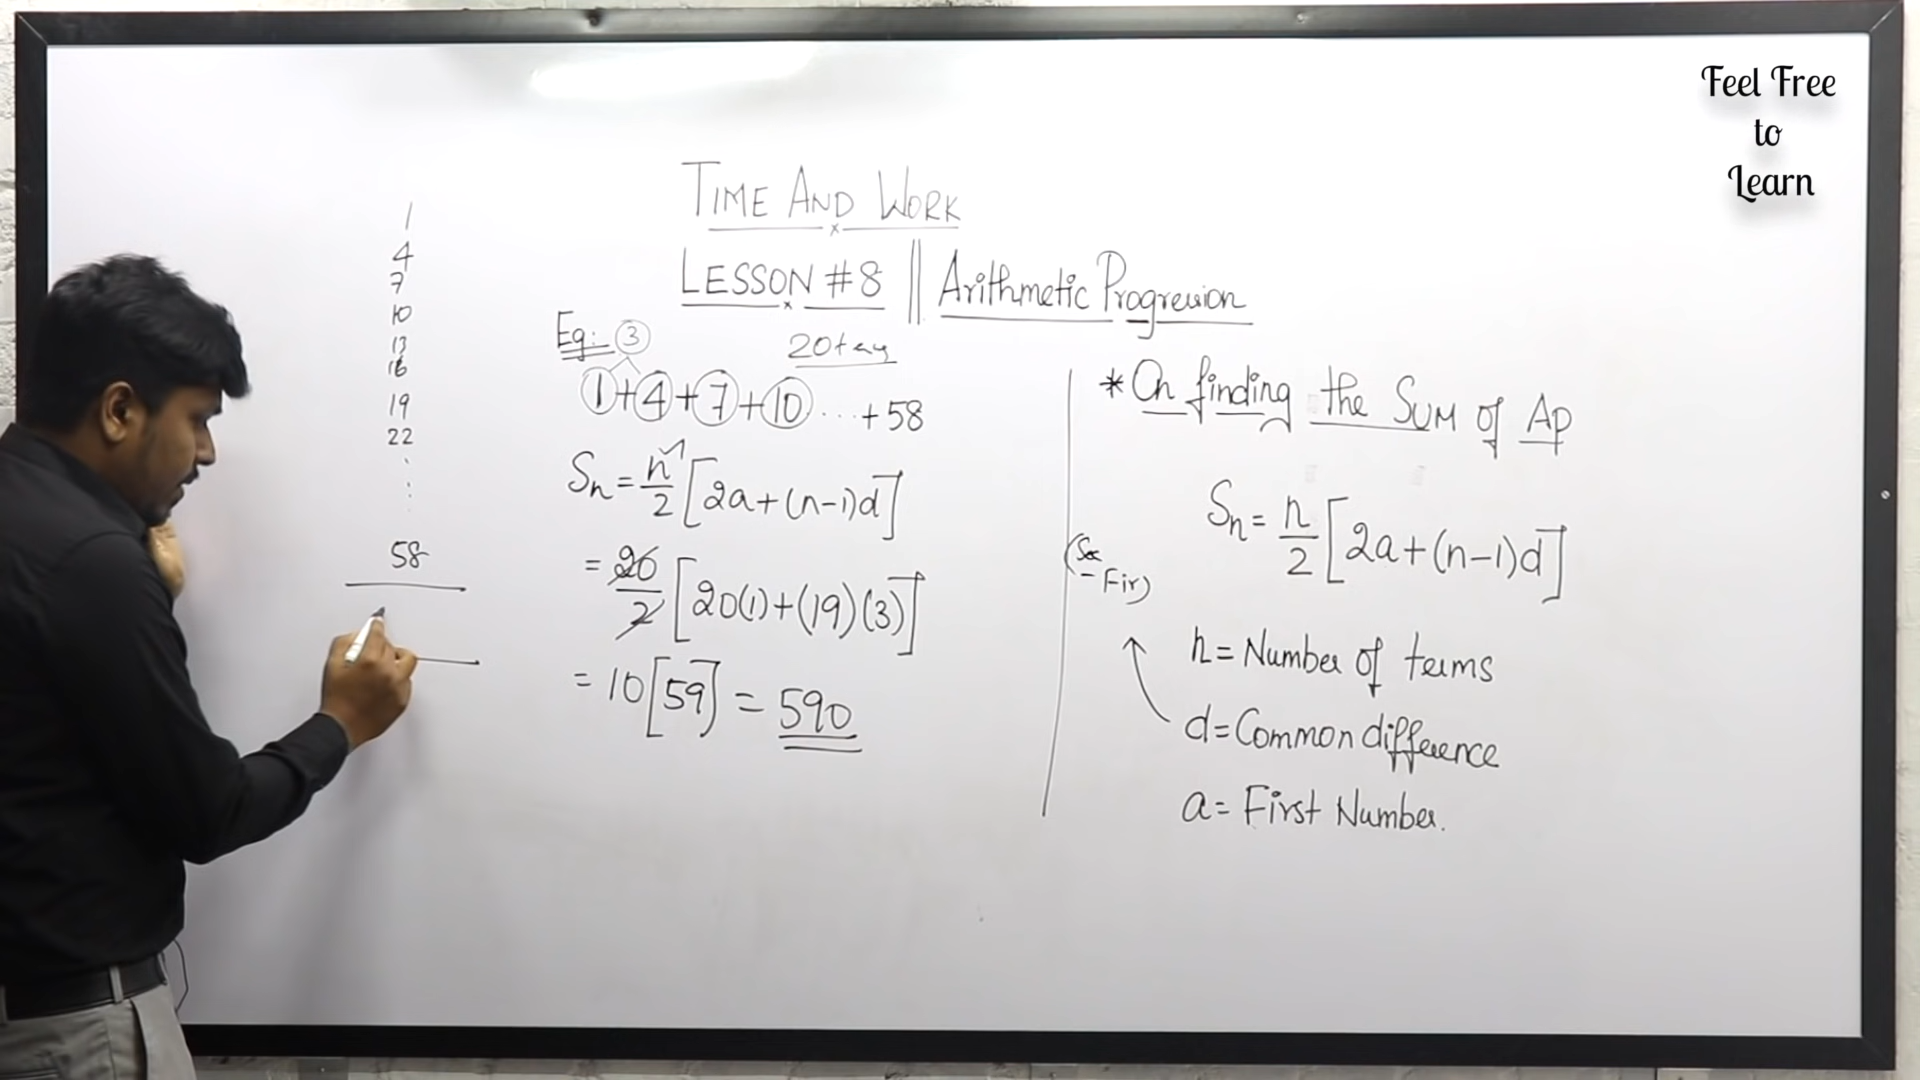 Feel Free
to
Learn
TIME AND WORK
LESSON #8 || Arithmetic Progression
1
4
7
10
13
16
19
22
:
:
58
Eg: 3
20
1+4+7+10...+58
Sn=n/2[2a+(n-1)d]
=20/2[20(1)+(19)(3)]
=10[59]=590
*On finding the SUM of AP
Sn=n/2[2a+(n-1)d]
- Fir)
n=Number of terms
d=Common difference
a=First Number.